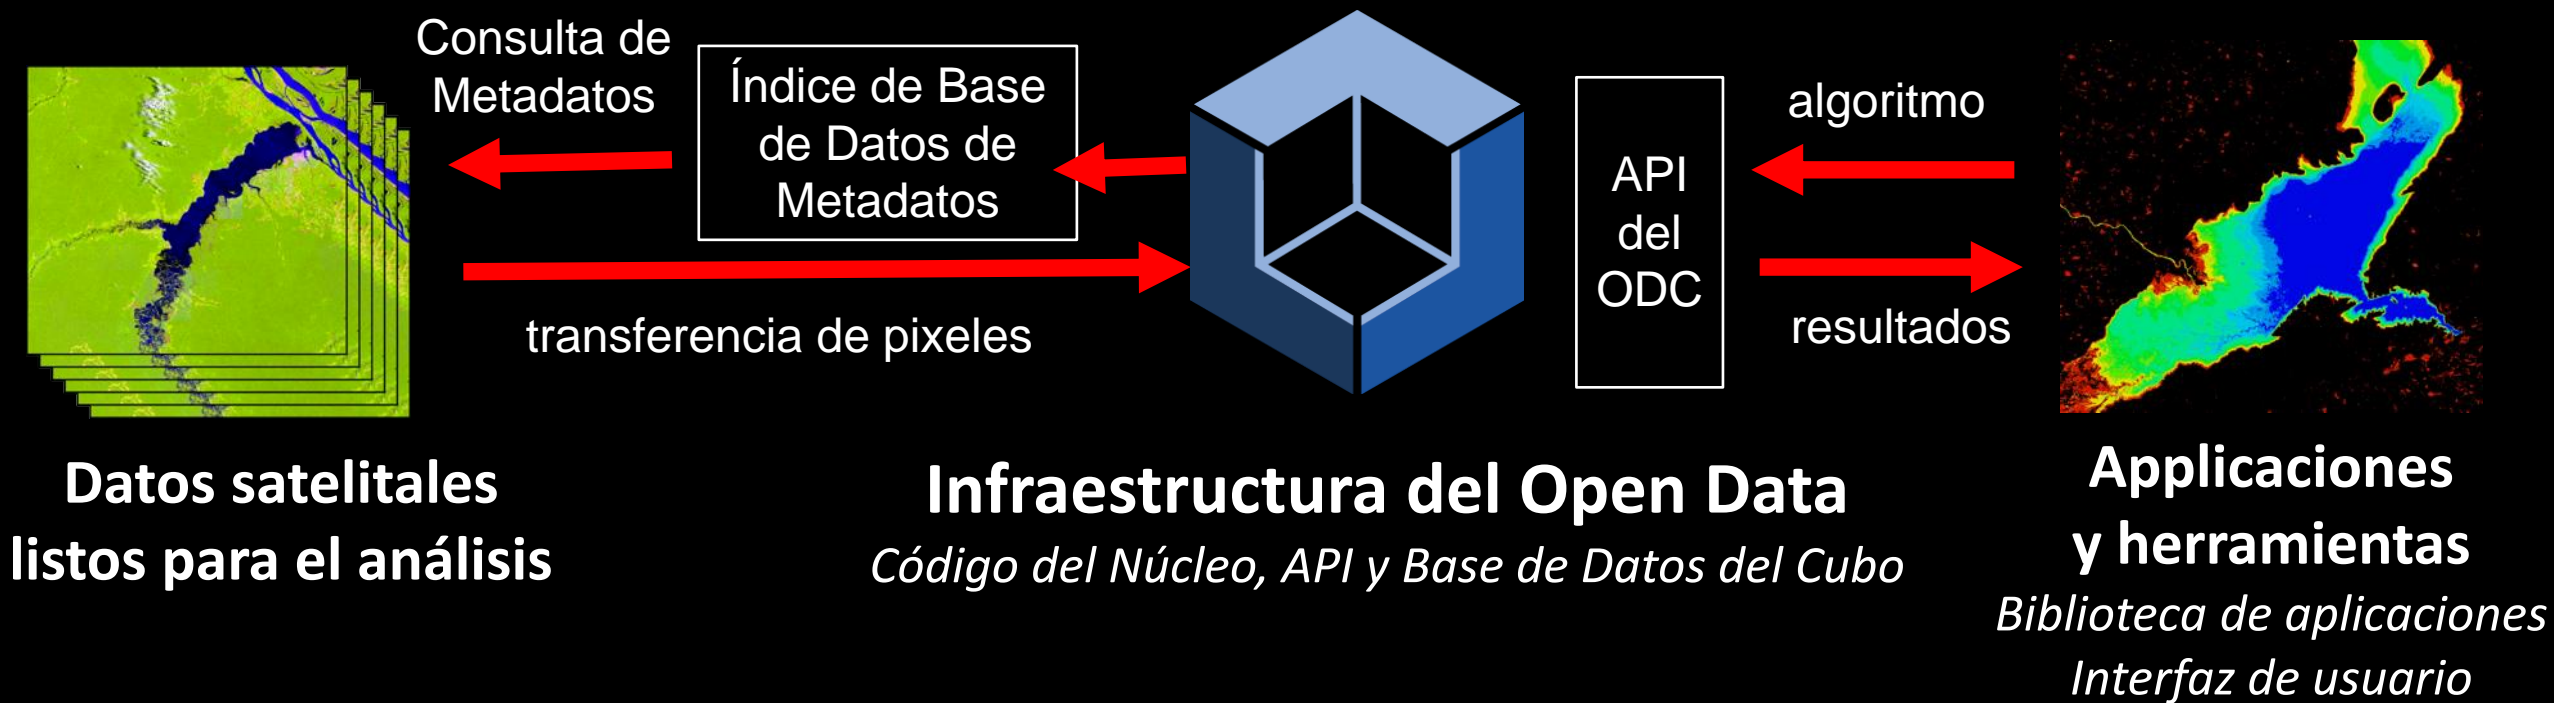 Consulta de
Metadatos
Índice de Base
de Datos de
Metadatos
transferencia de pixeles
API
del
ODC
algoritmo
resultados
Datos satelitales
listos para el análisis
Infraestructura del Open Data
Código del Núcleo, API y Base de Datos del Cubo
Applicaciones
y herramientas
Biblioteca de aplicaciones
Interfaz de usuario